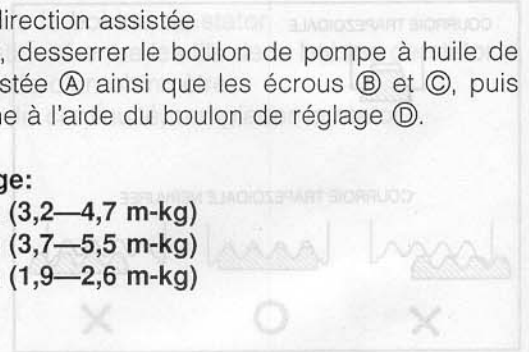 direction assistée
, desserrer le boulon de pompe à huile de
stée Ⓐ ainsi que les écrous Ⓑ et Ⓒ, puis
e à l'aide du boulon de réglage Ⓓ.
ge:
(3,2—4,7 m-kg)
(3,7—5,5 m-kg)
(1,9—2,6 m-kg)
COURROIE TRAPEZOIDALE
COURROIE TRAPEZOIDALE NERVUREE